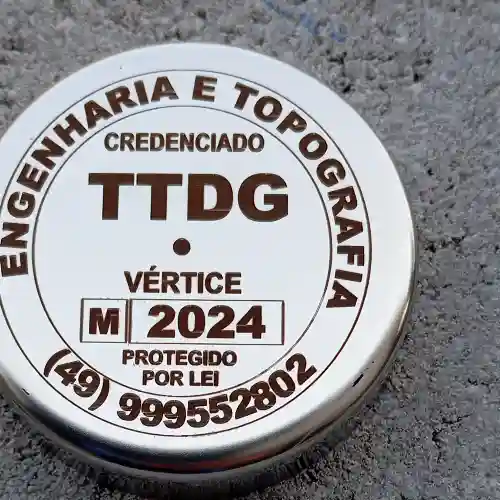 ENGENHARIA E TOPOGRAFIA
CREDENCIADO
TTDG
VÉRTICE
M 2024
PROTEGIDO
POR LEI
(49) 999552802